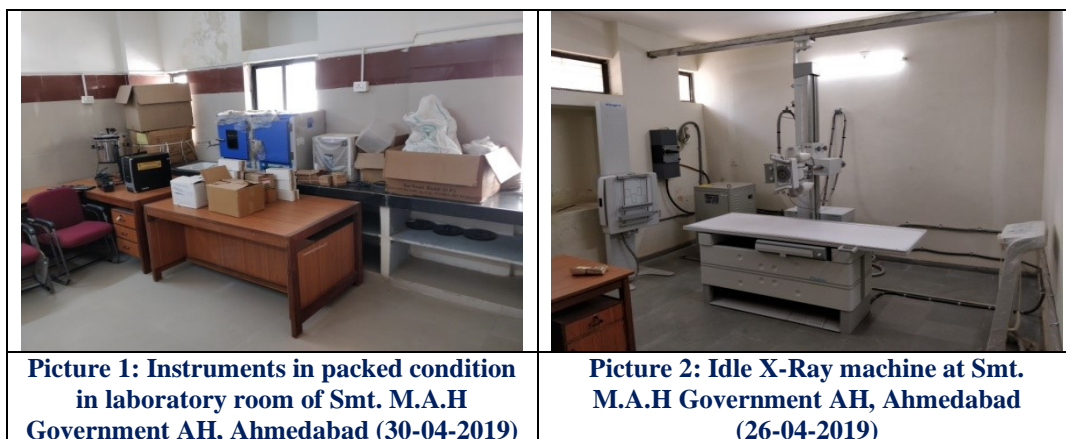 Picture 1: Instruments in packed condition
in laboratory room of Smt. M.A.H
Government AH, Ahmedabad (30-04-2019)
Picture 2: Idle X-Ray machine at Smt.
M.A.H Government AH, Ahmedabad
(26-04-2019)